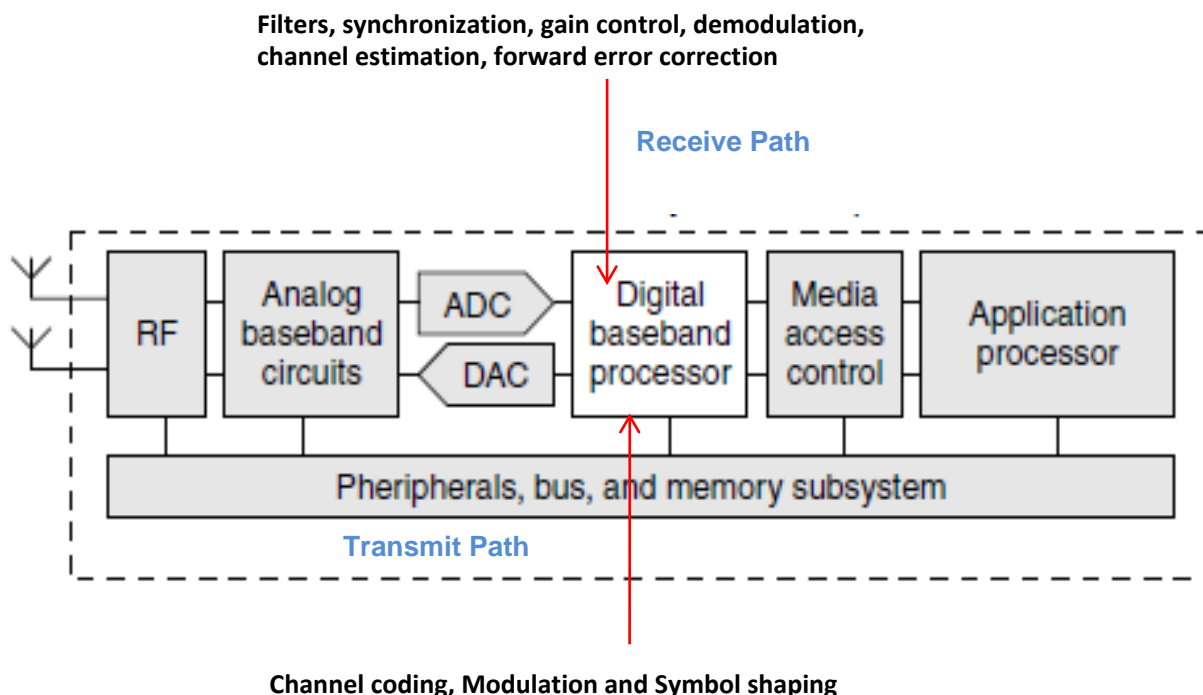 Filters, synchronization, gain control, demodulation,
channel estimation, forward error correction
Receive Path
RF
Analog
baseband
circuits
ADC
DAC
Digital
baseband
processor
Media
access
control
Application
processor
Pheripherals, bus, and memory subsystem
Transmit Path
Channel coding, Modulation and Symbol shaping